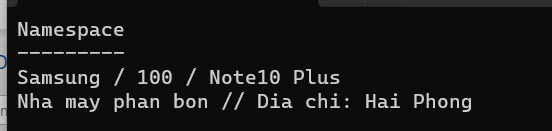 Namespace
---------
Samsung / 100 / Note10 Plus
Nha may phan bon // Dia chi: Hai Phong